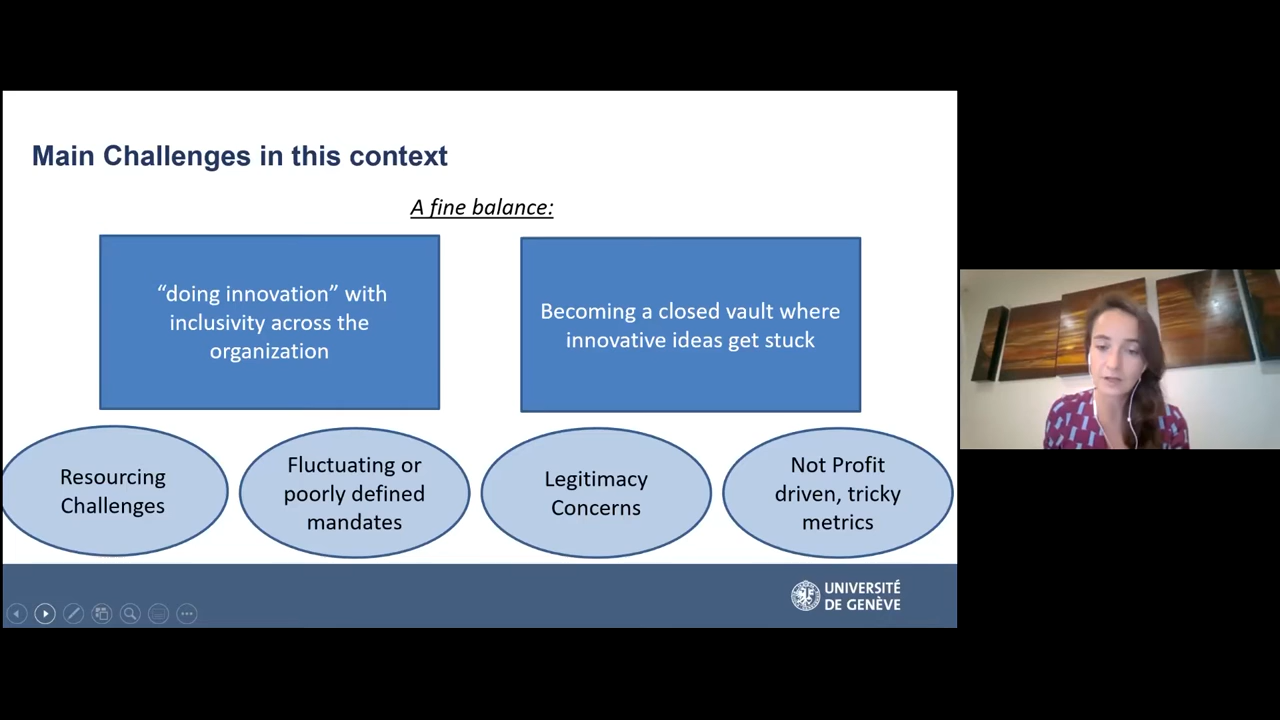 Main Challenges in this context
A fine balance:
“doing innovation” with
inclusivity across the
organization
Becoming a closed vault where
innovative ideas get stuck
Resourcing
Challenges
Fluctuating or
poorly defined
mandates
Legitimacy
Concerns
Not Profit
driven, tricky
metrics
UNIVERSITÉ
DE GENÈVE